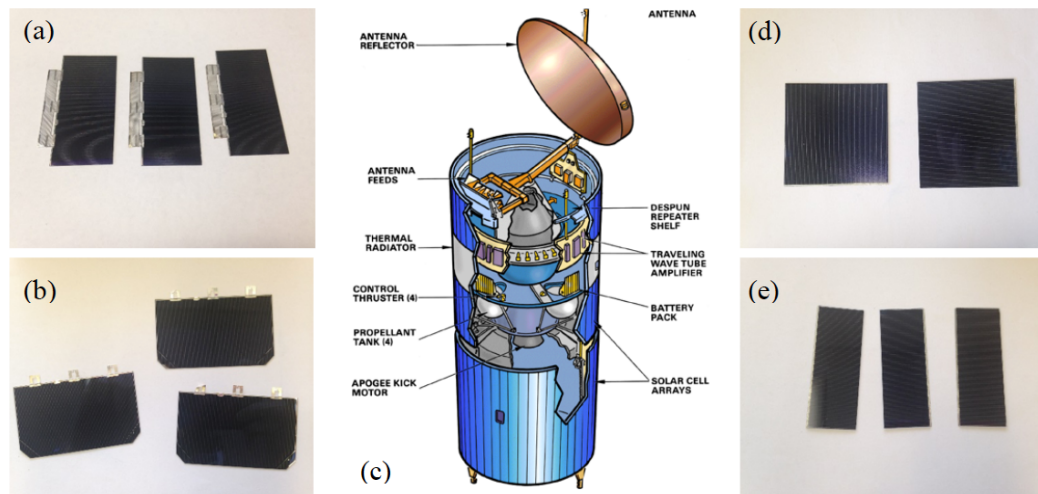 (a)
(b)
(c)
ANTENNA
ANTENNA
REFLECTOR
ANTENNA
FEEDS
THERMAL
RADIATOR
CONTROL
THRUSTER (4)
PROPELLANT
TANK (4)
APOGEE KICK
MOTOR
DESPUN
REPEATER
SHELF
TRAVELING
WAVE TUBE
AMPLIFIER
BATTERY
PACK
SOLAR CELL
ARRAYS
(d)
(e)